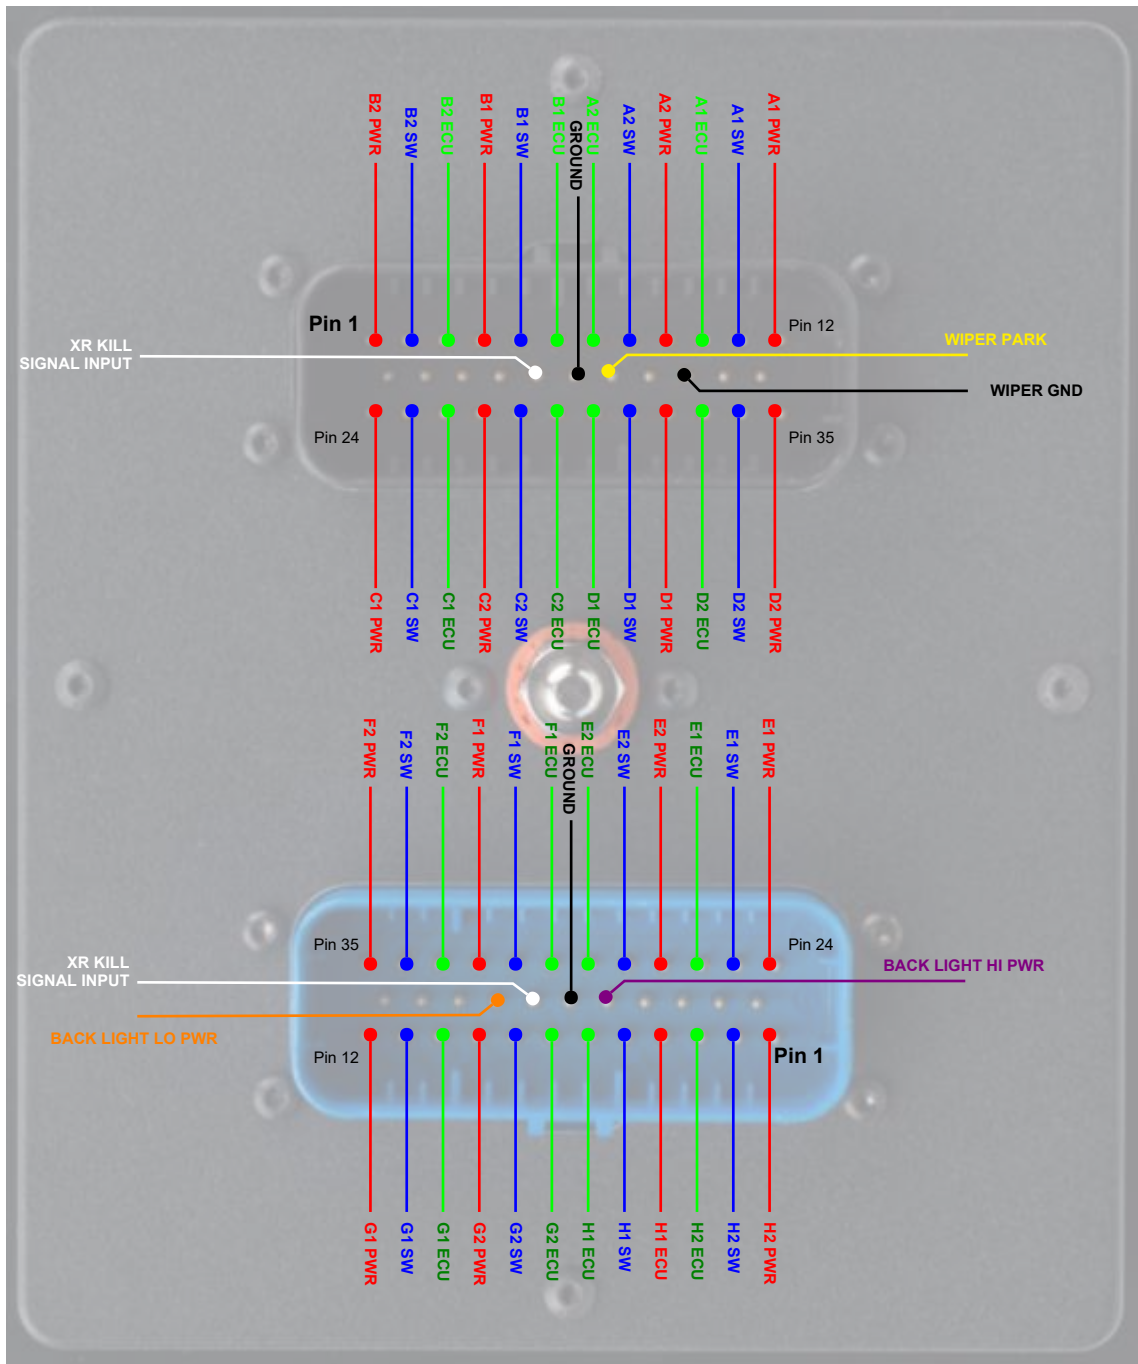 B2 PWR
B2 SW
B2 ECU
B1 PWR
B1 SW
B1 ECU
GROUND
A2 ECU
A2 SW
A2 PWR
A1 ECU
A1 SW
A1 PWR
Pin 1
Pin 12
XR KILL
SIGNAL INPUT
WIPER PARK
WIPER GND
Pin 24
Pin 35
C1 PWR
C1 SW
C1 ECU
C2 PWR
C2 SW
C2 ECU
D1 ECU
D1 SW
D1 PWR
D2 ECU
D2 SW
D2 PWR
F2 PWR
F2 SW
F2 ECU
F1 PWR
F1 SW
F1 ECU
GROUND
E2 ECU
E2 SW
E2 PWR
E1 ECU
E1 SW
E1 PWR
Pin 35
Pin 24
XR KILL
SIGNAL INPUT
BACK LIGHT HI PWR
BACK LIGHT LO PWR
Pin 12
Pin 1
G1 PWR
G1 SW
G1 ECU
G2 PWR
G2 SW
G2 ECU
H1 ECU
H1 SW
H1 ECU
H2 ECU
H2 SW
H2 PWR